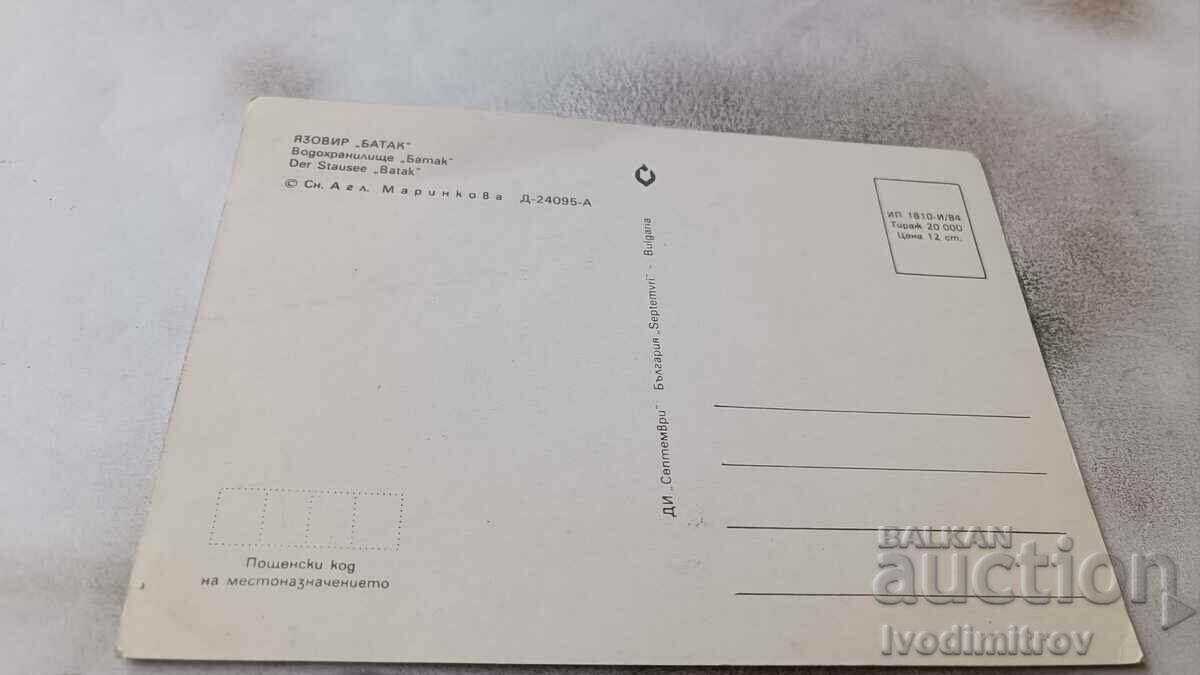 ЯЗОВИР „БАТАК"
Водохранилище „Батак"
Der Stausee „Batak"
© Сн. Агл. Маринкова Д-24095-А
ИП 1810-И/84
Тираж 20 000
Цена 12 ст.
ДИ „Септември" България „Septemvri" - Bulgaria
Пощенски код
на местоназначението
BALKAN
auction
Ivodimitrov